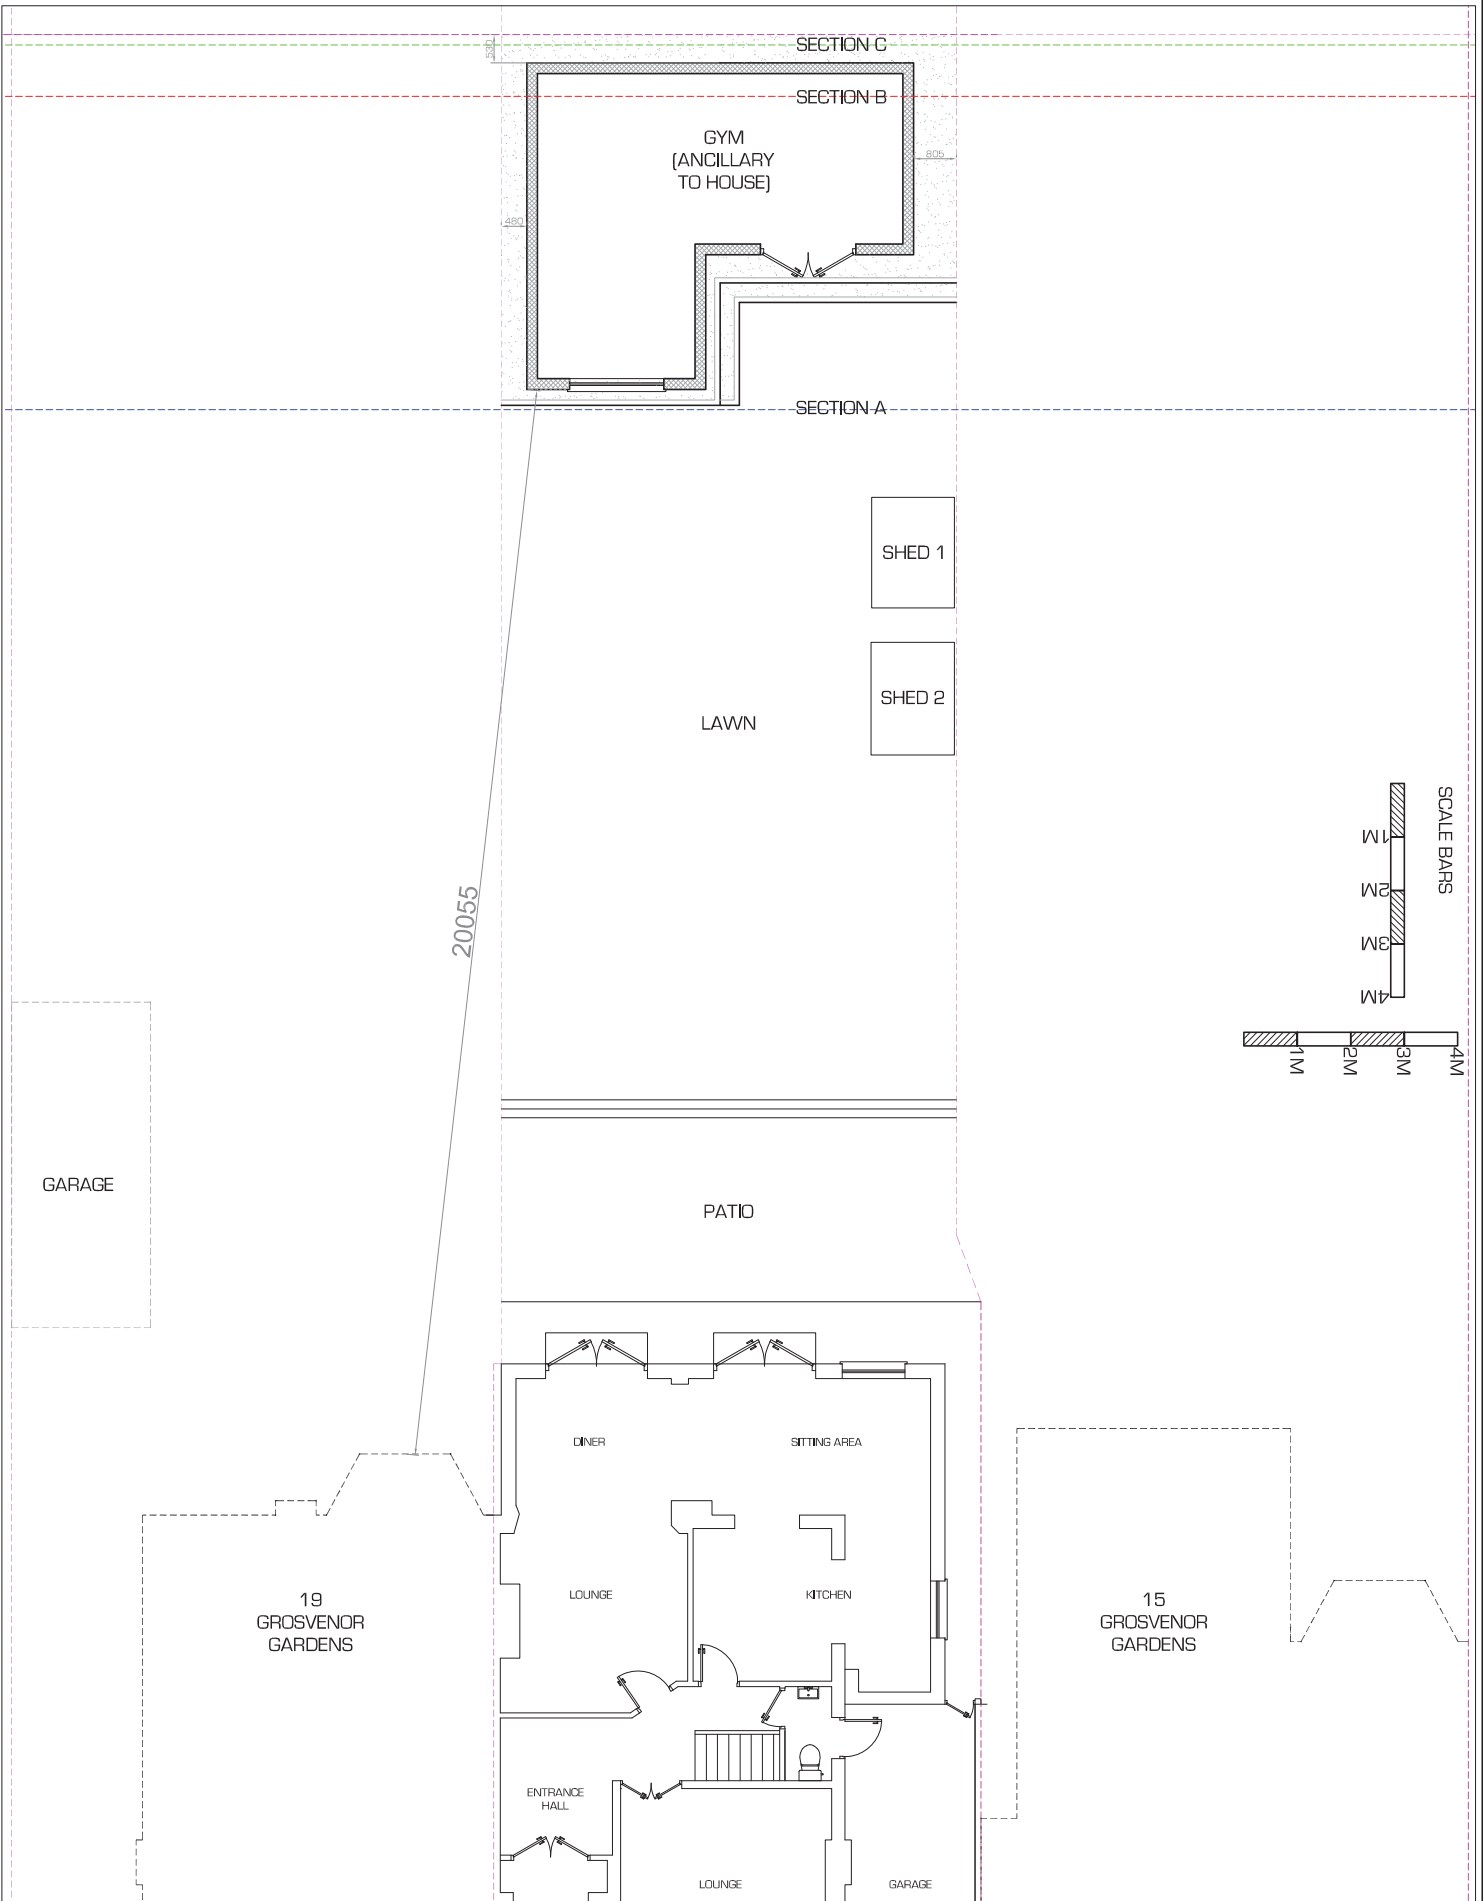 SECTION C
530
SECTION B
GYM
(ANCILLARY
TO HOUSE)
805
480
SECTION A
SHED 1
SHED 2
LAWN
SCALE BARS
1M
2M
3M
4M
20055
1M
2M
3M
4M
GARAGE
PATIO
DINER
SITTING AREA
19
GROSVENOR
GARDENS
LOUNGE
KITCHEN
15
GROSVENOR
GARDENS
ENTRANCE
HALL
LOUNGE
GARAGE